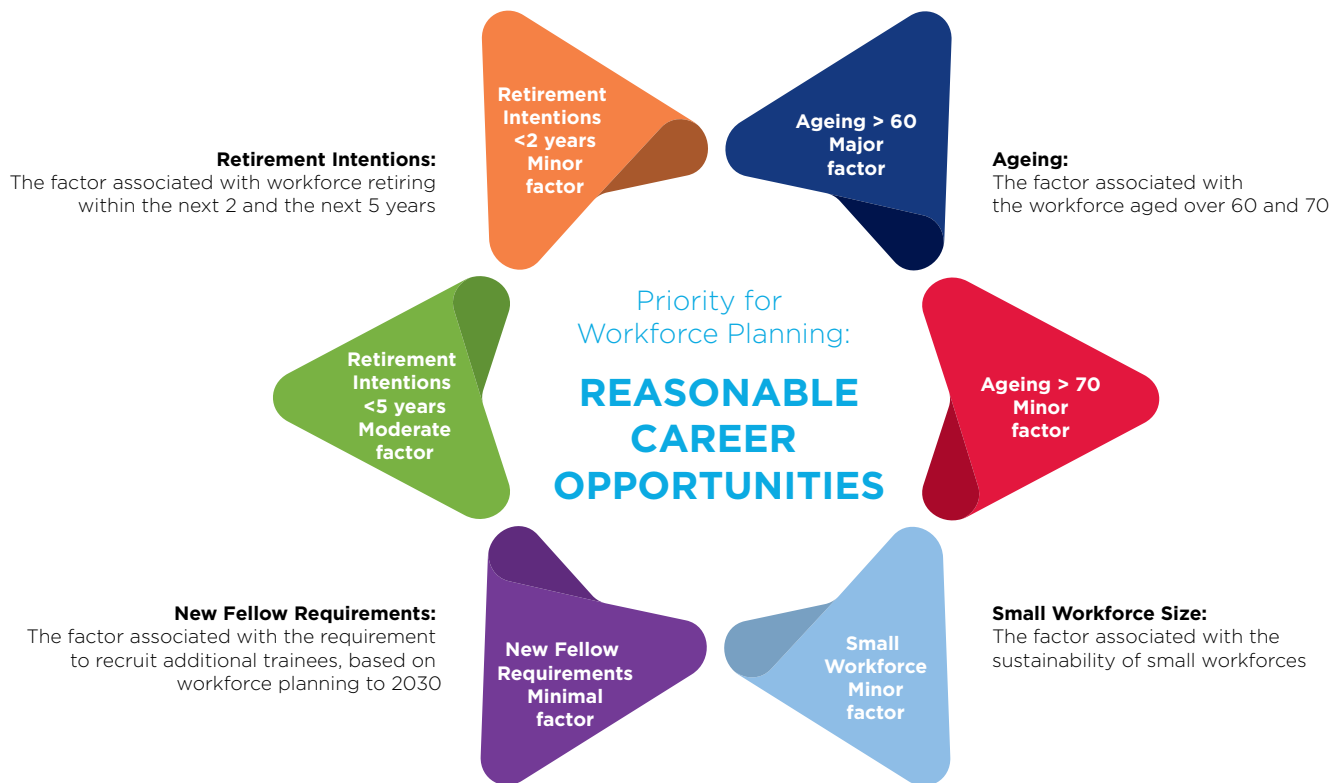 Retirement
Intentions
<2 years
Minor
factor
Ageing > 60
Major
factor
Retirement Intentions:
The factor associated with workforce retiring
within the next 2 and the next 5 years
Ageing:
The factor associated with
the workforce aged over 60 and 70
Priority for
Workforce Planning:
REASONABLE
CAREER
OPPORTUNITIES
Retirement
Intentions
<5 years
Moderate
factor
Ageing > 70
Minor
factor
New Fellow Requirements:
The factor associated with the requirement
to recruit additional trainees, based on
workforce planning to 2030
New Fellow
Requirements
Minimal
factor
Small
Workforce
Minor
factor
Small Workforce Size:
The factor associated with the
sustainability of small workforces